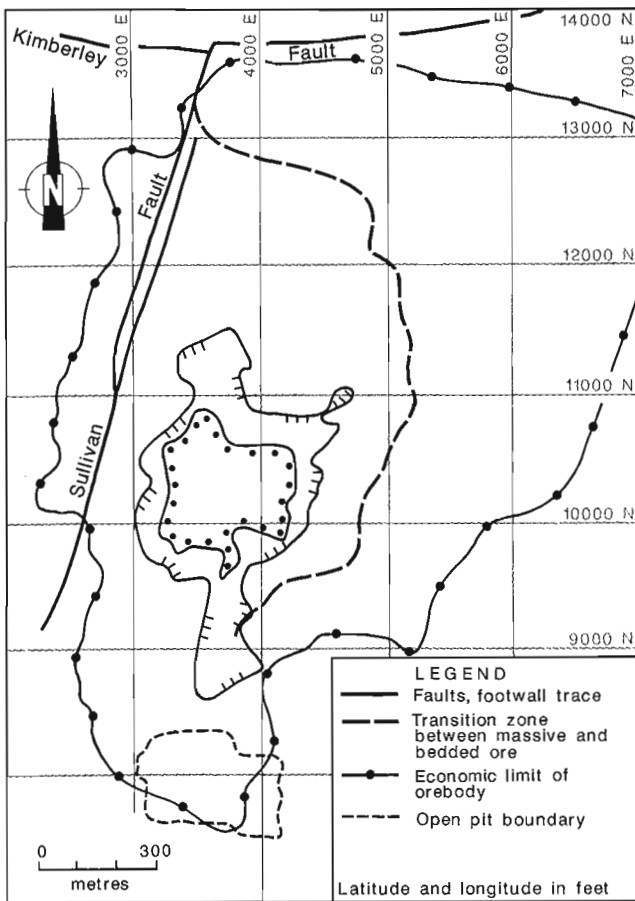 3000 E
4000 E
5000 E
6000 E
7000 E
14000 N
Kimberley
Fault
13000 N
N
Fault
12000 N
11000 N
Sullivan
10000 N
9000 N
LEGEND
Faults, footwall trace
Transition zone
between massive and
bedded ore
Economic limit of
orebody
Open pit boundary
0 300
metres
Latitude and longitude in feet